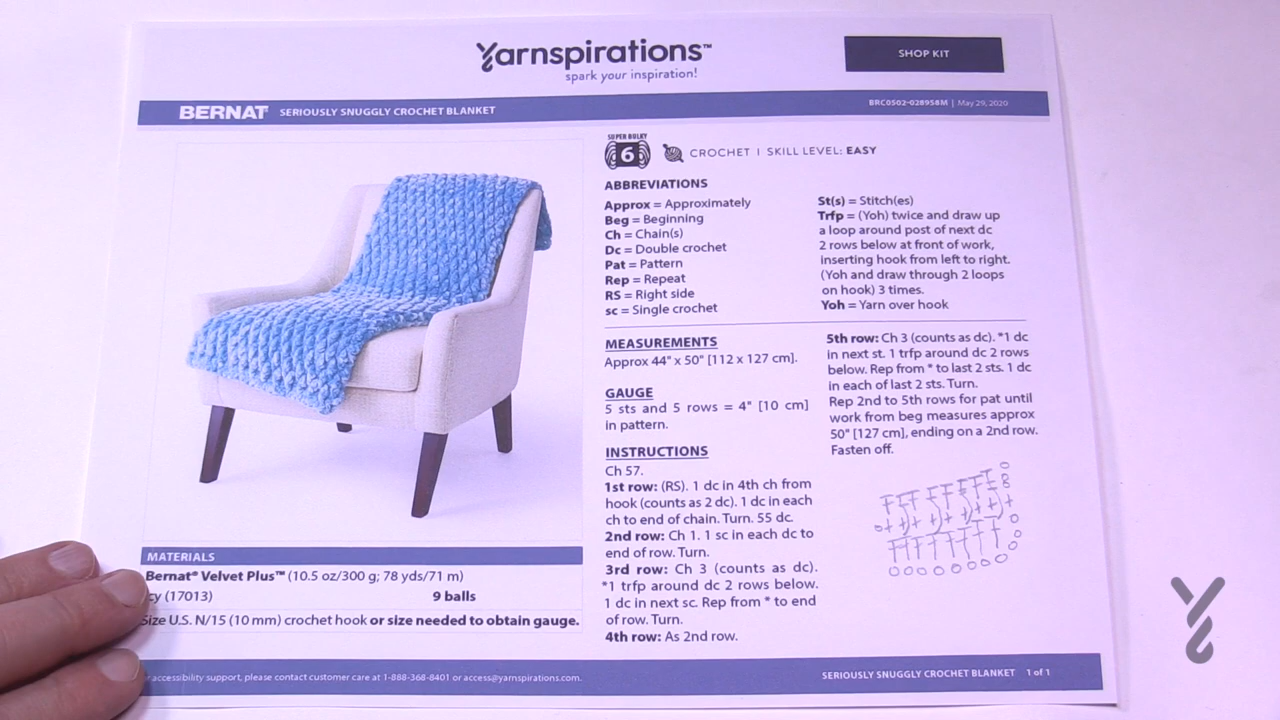 Yarnspirations™
spark your inspiration!
SHOP KIT
BERNAT SERIOUSLY SNUGGLY CROCHET BLANKET
BRC0502-028958M | May 29, 2020
SUPER BULKY
6
CROCHET I SKILL LEVEL: EASY
ABBREVIATIONS
Approx = Approximately
Beg = Beginning
Ch = Chain(s)
Dc = Double crochet
Pat = Pattern
Rep = Repeat
RS = Right side
sc = Single crochet
St(s) = Stitch(es)
Trfp = (Yoh) twice and draw up
a loop around post of next dc
2 rows below at front of work,
inserting hook from left to right.
(Yoh and draw through 2 loops
on hook) 3 times.
Yoh = Yarn over hook
MEASUREMENTS
Approx 44" x 50" [112 x 127 cm].
GAUGE
5 sts and 5 rows = 4" [10 cm]
in pattern.
INSTRUCTIONS
Ch 57.
1st row: (RS). 1 dc in 4th ch from
hook (counts as 2 dc). 1 dc in each
ch to end of chain. Turn. 55 dc.
2nd row: Ch 1. 1 sc in each dc to
end of row. Turn.
3rd row: Ch 3 (counts as dc).
*1 trfp around dc 2 rows below.
1 dc in next sc. Rep from * to end
of row. Turn.
4th row: As 2nd row.
5th row: Ch 3 (counts as dc). *1 dc
in next st. 1 trfp around dc 2 rows
below. Rep from * to last 2 sts. 1 dc
in each of last 2 sts. Turn.
Rep 2nd to 5th rows for pat until
work from beg measures approx
50" [127 cm], ending on a 2nd row.
Fasten off.
MATERIALS
Bernat® Velvet Plus™ (10.5 oz/300 g; 78 yds/71 m)
(17013) 9 balls
Size U.S. N/15 (10 mm) crochet hook or size needed to obtain gauge.
accessibility support, please contact customer care at 1-888-368-8401 or access@yarnspirations.com.
SERIOUSLY SNUGGLY CROCHET BLANKET 1 of 1